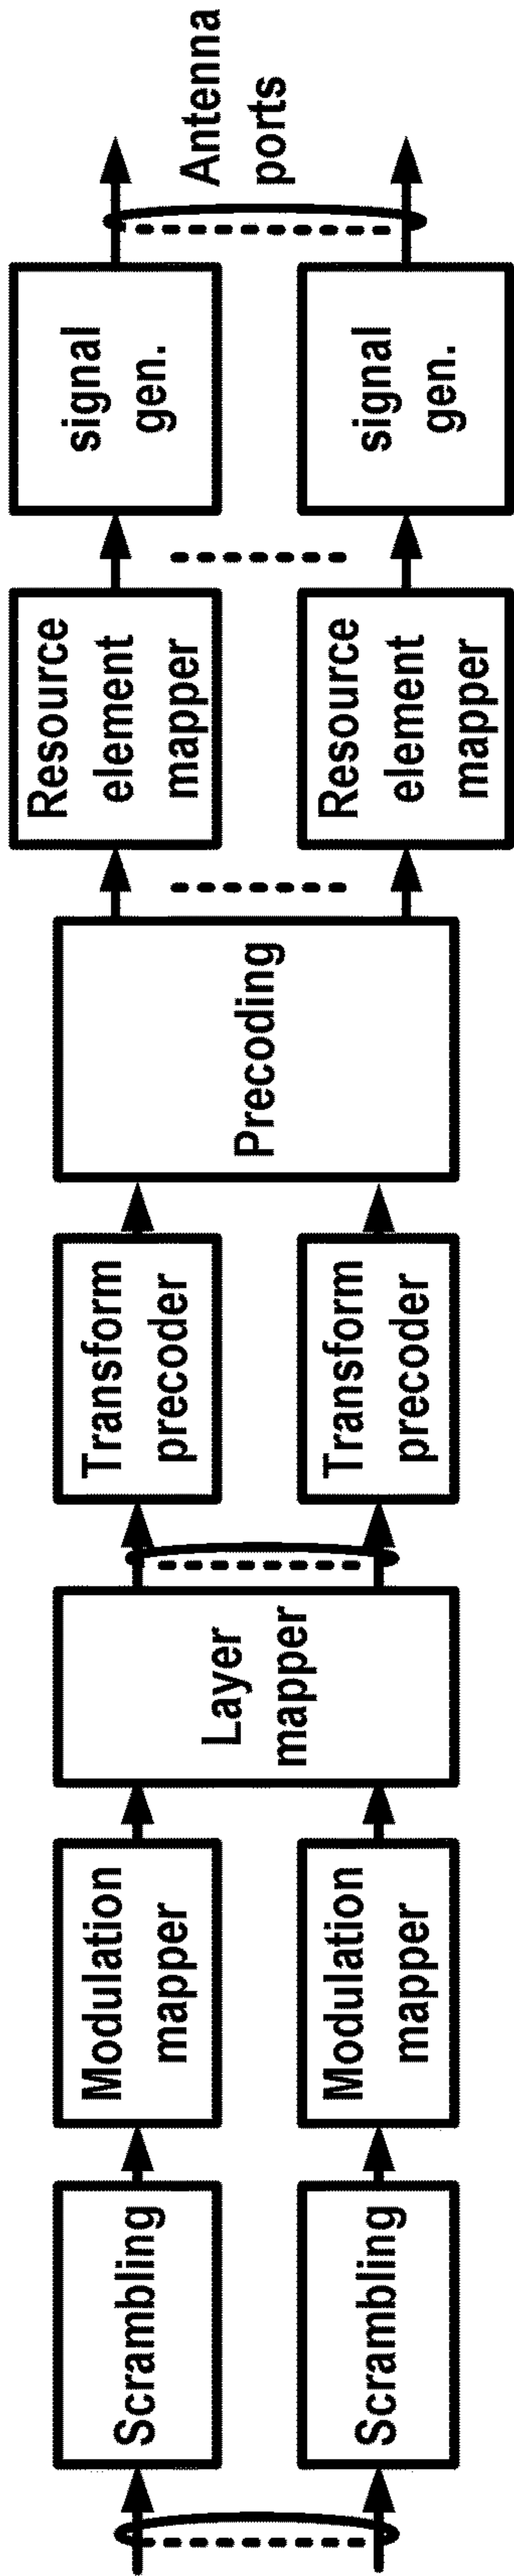 Scrambling
Modulation
mapper
Layer
mapper
Transform
precoder
Precoding
Resource
element
mapper
signal
gen.
Antenna
ports
Scrambling
Modulation
mapper
Transform
precoder
Resource
element
mapper
signal
gen.